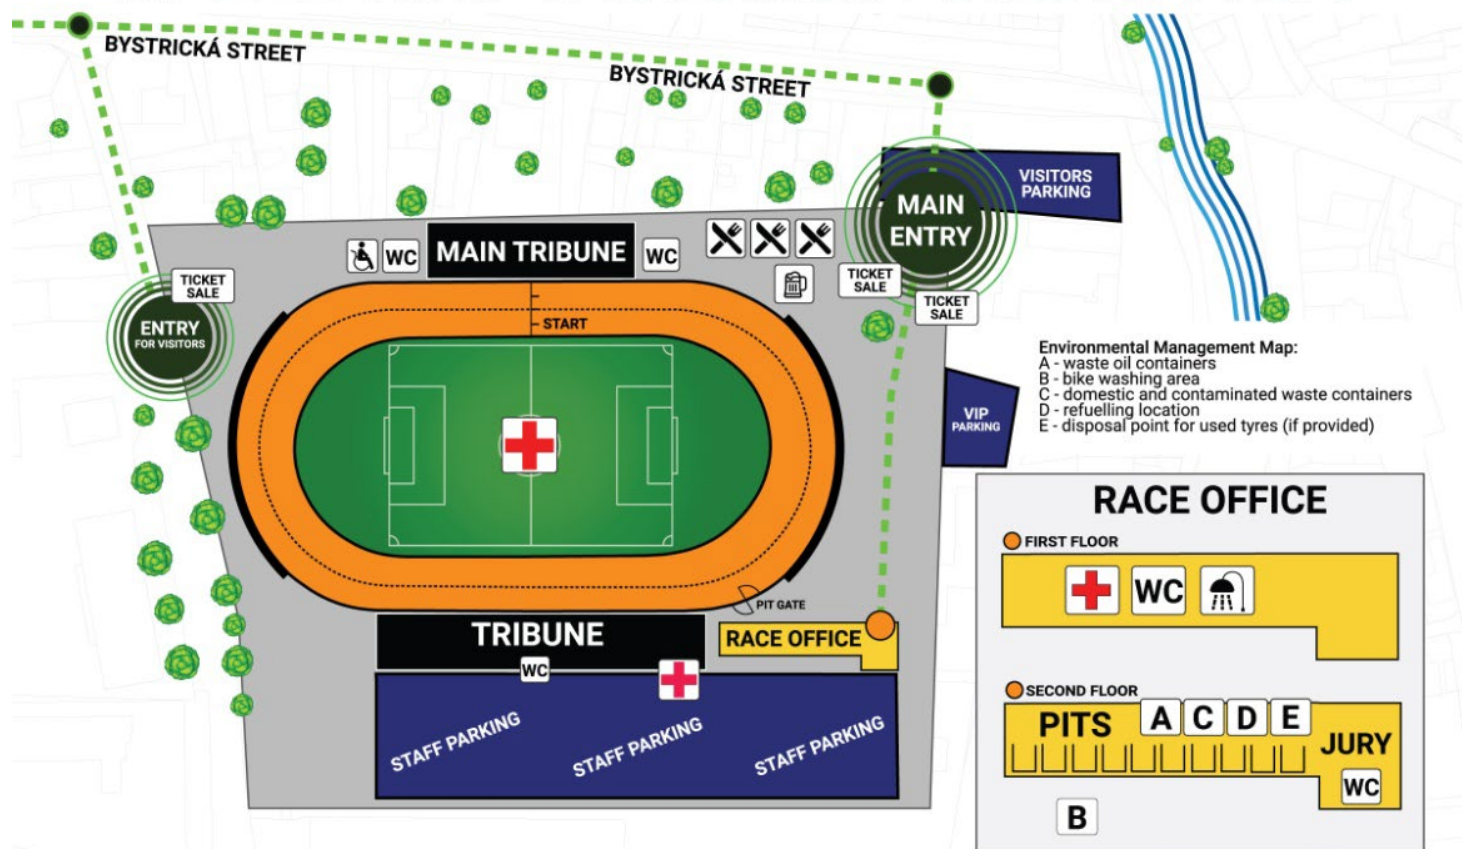 BYSTRICKÁ STREET
BYSTRICKÁ STREET
VISITORS
PARKING
MAIN
ENTRY
TICKET
SALE
TICKET
SALE
WC
MAIN TRIBUNE
WC
TICKET
SALE
ENTRY
FOR VISITORS
START
VIP
PARKING
PIT GATE
TRIBUNE
WC
RACE OFFICE
STAFF PARKING
STAFF PARKING
STAFF PARKING
Environmental Management Map:
A - waste oil containers
B - bike washing area
C - domestic and contaminated waste containers
D - refuelling location
E - disposal point for used tyres (if provided)
RACE OFFICE
FIRST FLOOR
WC
SECOND FLOOR
PITS
A C D E
JURY
WC
B